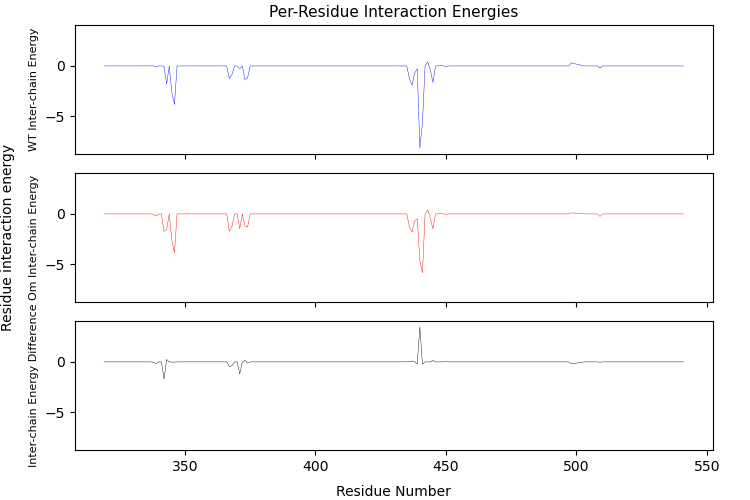 Per-Residue Interaction Energies
WT Inter-chain Energy
0
−5
Residue interaction energy
Om Inter-chain Energy
0
−5
Inter-chain Energy Difference
0
−5
350
400
450
500
550
Residue Number